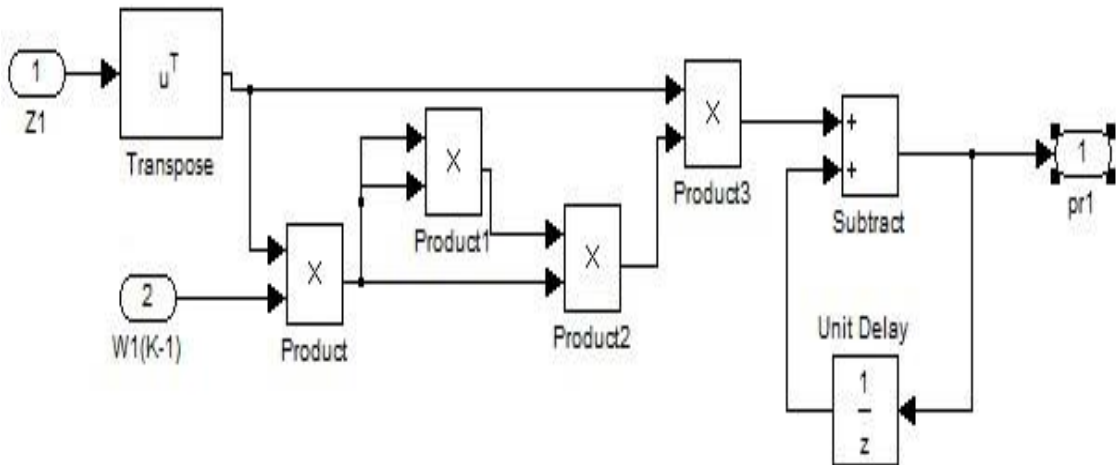 1
Z1
u^T
Transpose
2
W1(K-1)
×
Product
×
Product1
×
Product2
×
Product3
+
+
Subtract
Unit Delay
1
z
1
pr1